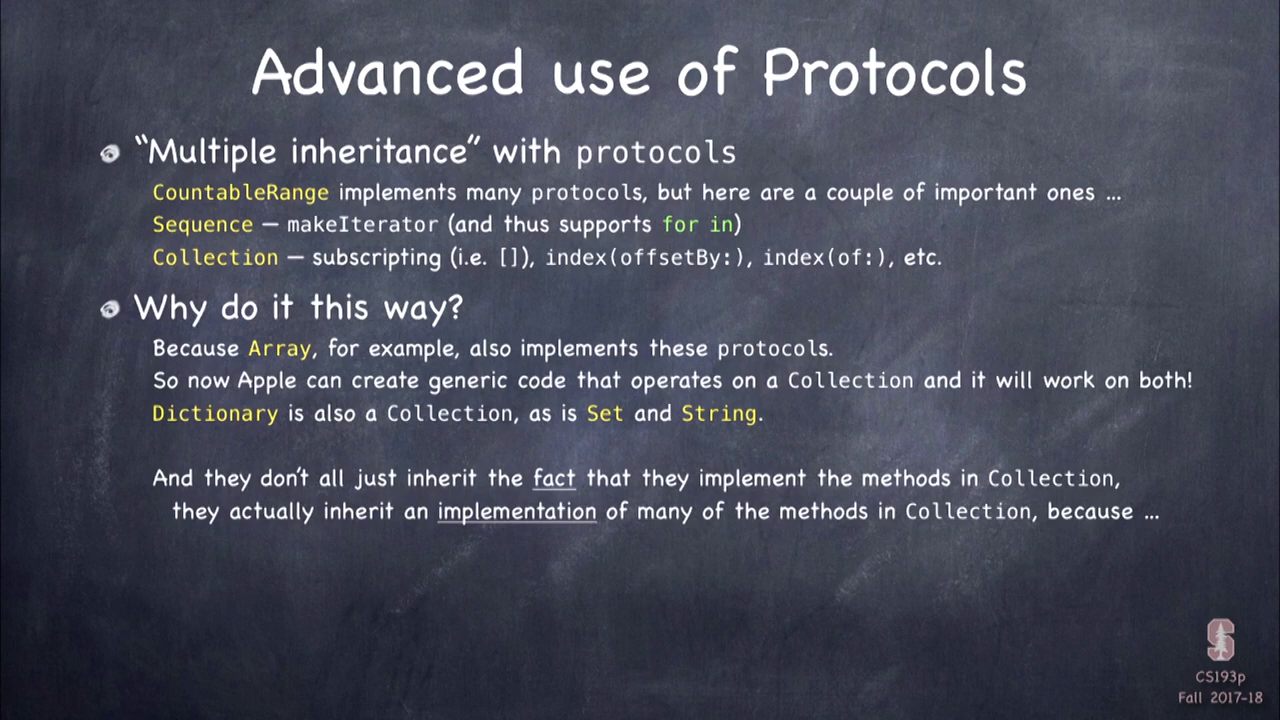 Advanced use of Protocols
“Multiple inheritance” with protocols
CountableRange implements many protocols, but here are a couple of important ones …
Sequence — makeIterator (and thus supports for in)
Collection — subscripting (i.e. []), index(offsetBy:), index(of:), etc.
Why do it this way?
Because Array, for example, also implements these protocols.
So now Apple can create generic code that operates on a Collection and it will work on both!
Dictionary is also a Collection, as is Set and String.
And they don’t all just inherit the fact that they implement the methods in Collection,
they actually inherit an implementation of many of the methods in Collection, because …
S
CS193p
Fall 2017-18